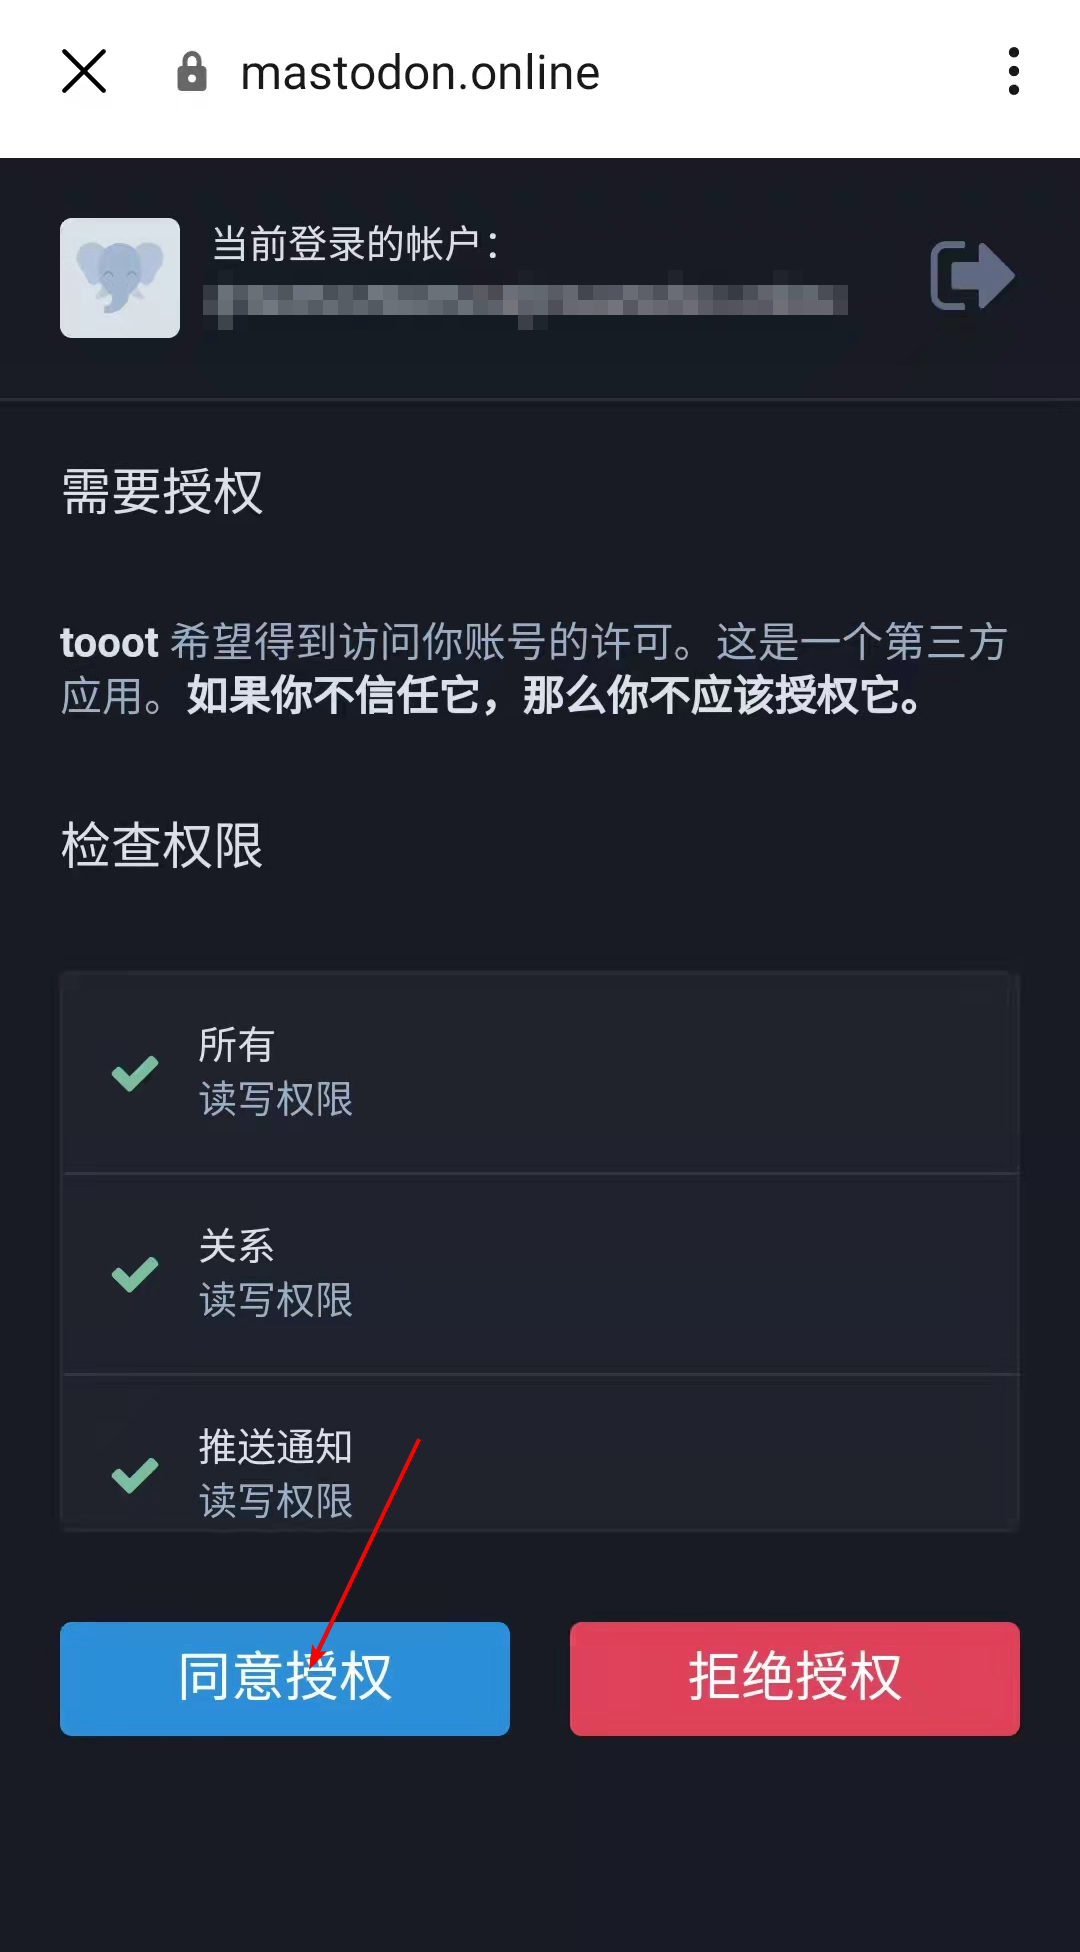 mastodon.online
当前登录的帐户：
需要授权
tooot 希望得到访问你账号的许可。这是一个第三方
应用。如果你不信任它，那么你不应该授权它。
检查权限
所有
读写权限
关系
读写权限
推送通知
读写权限
同意授权
拒绝授权